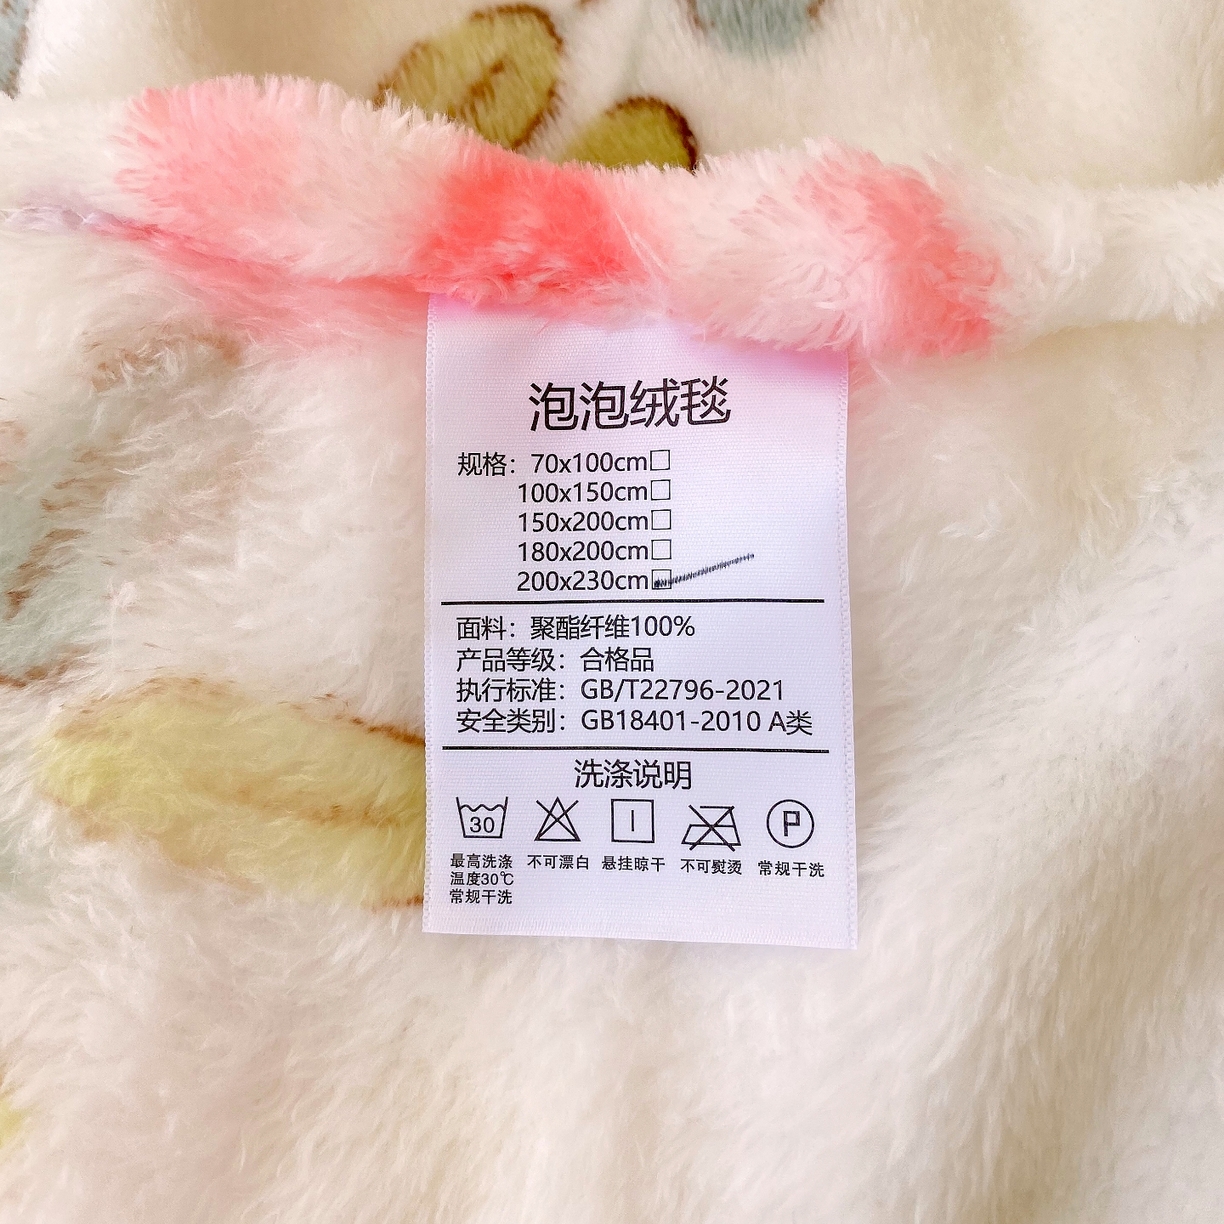 泡泡绒毯
规格：70x100cm□
100x150cm□
150x200cm□
180x200cm□
200x230cm□
面料：聚酯纤维100%
产品等级：合格品
执行标准：GB/T22796-2021
安全类别：GB18401-2010 A类
洗涤说明
30 P
最高洗涤 不可漂白 悬挂晾干 不可熨烫 常规干洗
温度30℃
常规干洗